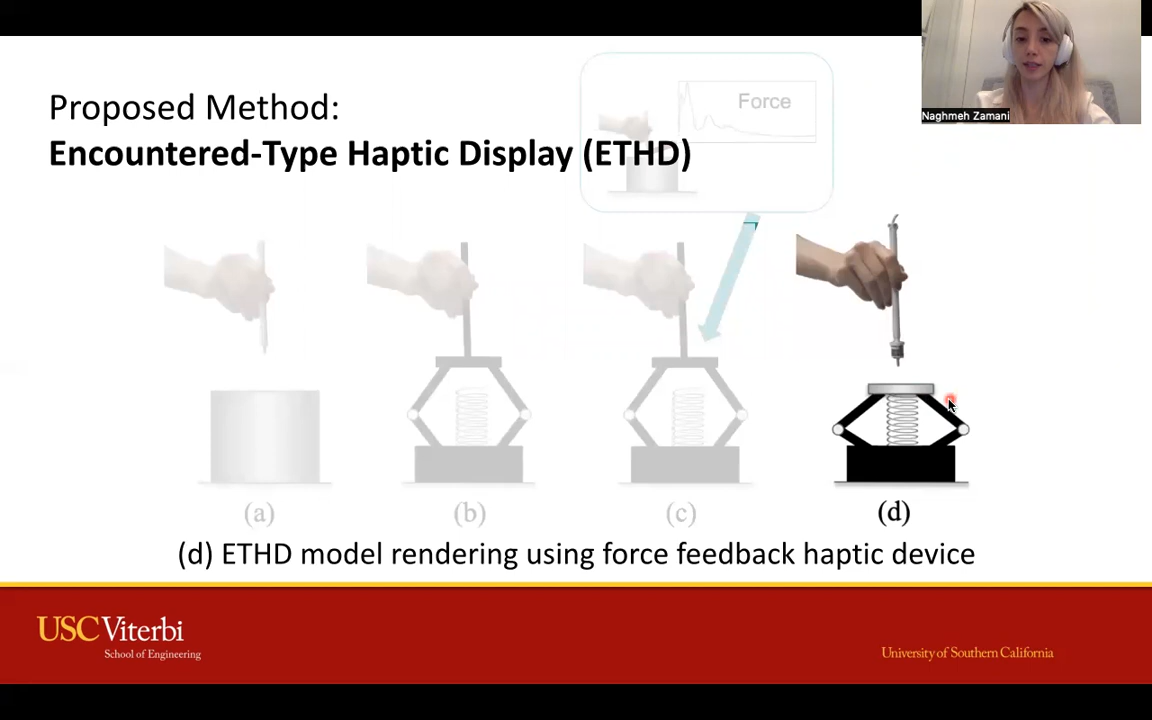 Naghmeh Zamani
Proposed Method:
Encountered-Type Haptic Display (ETHD)
Force
(a)
(b)
(c)
(d)
(d) ETHD model rendering using force feedback haptic device
USC Viterbi
School of Engineering
University of Southern California